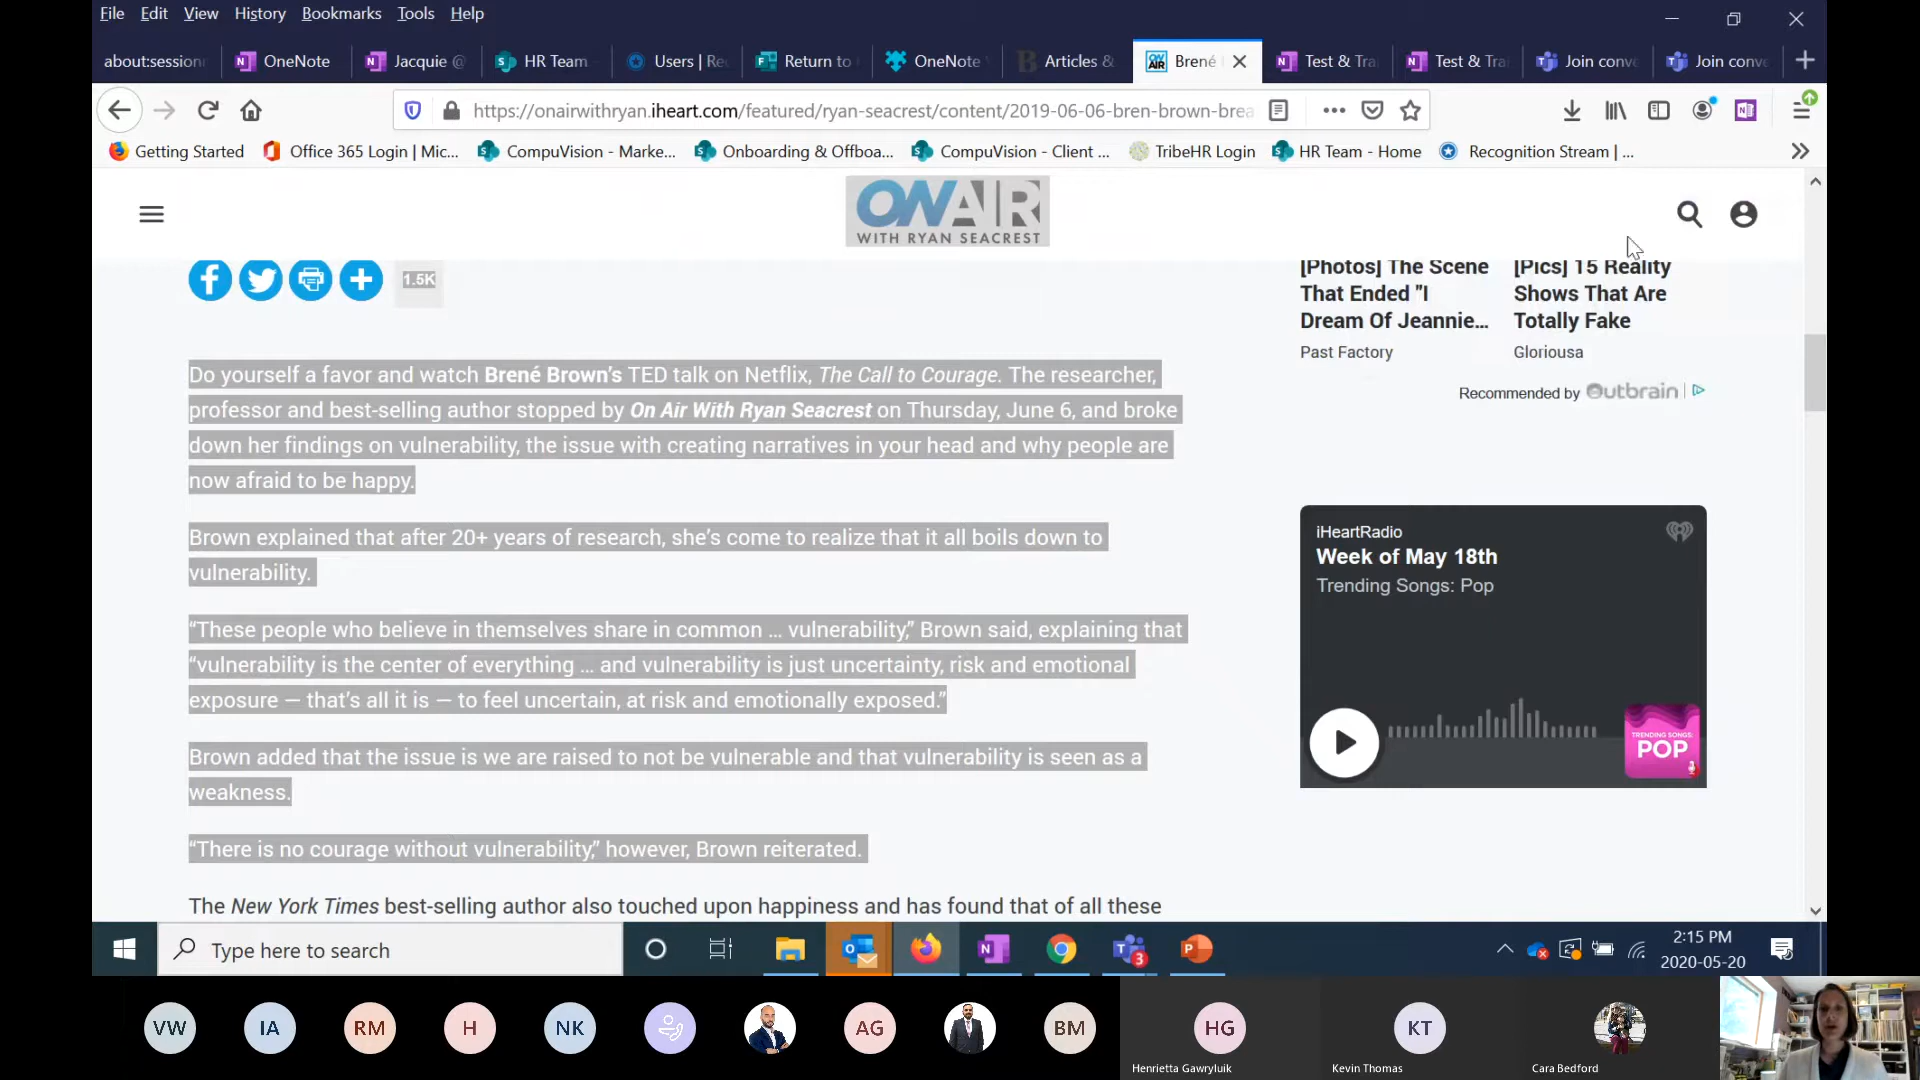 File Edit View History Bookmarks Tools Help
about:session OneNote Jacquie @ HR Team Users | Re Return to OneNote Articles & Brené Test & Tra Test & Tra Join conv Join conv
https://onairwithryan.iheart.com/featured/ryan-seacrest/content/2019-06-06-bren-brown-brea
Getting Started Office 365 Login | Mic... CompuVision - Marke... Onboarding & Offboa... CompuVision - Client ... TribeHR Login HR Team - Home Recognition Stream | ...
ON AIR
WITH RYAN SEACREST
1.5K
Do yourself a favor and watch Brené Brown's TED talk on Netflix, The Call to Courage. The researcher,
professor and best-selling author stopped by On Air With Ryan Seacrest on Thursday, June 6, and broke
down her findings on vulnerability, the issue with creating narratives in your head and why people are
now afraid to be happy.
Brown explained that after 20+ years of research, she's come to realize that it all boils down to
vulnerability.
“These people who believe in themselves share in common ... vulnerability,” Brown said, explaining that
“vulnerability is the center of everything ... and vulnerability is just uncertainty, risk and emotional
exposure — that's all it is — to feel uncertain, at risk and emotionally exposed.”
Brown added that the issue is we are raised to not be vulnerable and that vulnerability is seen as a
weakness.
“There is no courage without vulnerability,” however, Brown reiterated.
The New York Times best-selling author also touched upon happiness and has found that of all these
[Photos] The Scene
That Ended "I
Dream Of Jeannie...
Past Factory
[Pics] 15 Reality
Shows That Are
Totally Fake
Gloriousa
Recommended by Outbrain
iHeartRadio
Week of May 18th
Trending Songs: Pop
TRENDING SONGS:
POP
Type here to search
3
2:15 PM
2020-05-20
VW IA RM H NK AG BM HG KT
Henrietta Gawryluik Kevin Thomas Cara Bedford